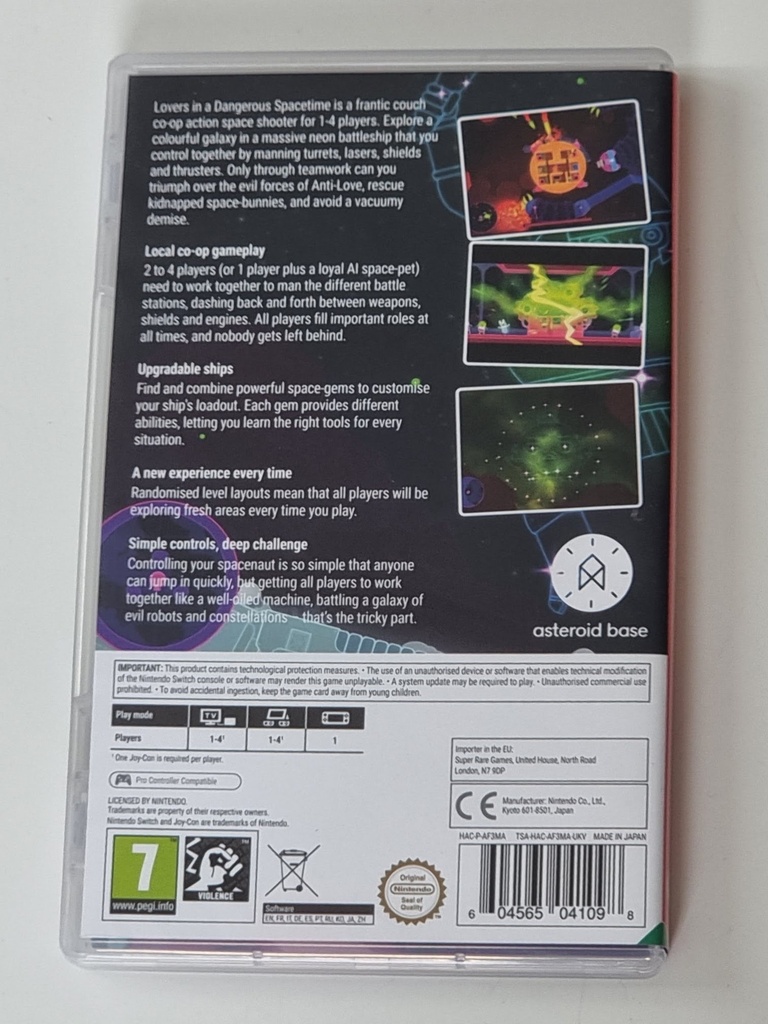 Lovers in a Dangerous Spacetime is a frantic couch
co-op action space shooter for 1-4 players. Explore a
colourful galaxy in a massive neon battleship that you
control together by manning turrets, lasers, shields
and thrusters. Only through teamwork can you
triumph over the evil forces of Anti-Love, rescue
kidnapped space-bunnies, and avoid a vacuumy
demise.
Local co-op gameplay
2 to 4 players (or 1 player plus a loyal AI space-pet)
need to work together to man the different battle
stations, dashing back and forth between weapons,
shields and engines. All players fill important roles at
all times, and nobody gets left behind.
Upgradable ships
Find and combine powerful space-gems to customise
your ship's loadout. Each gem provides different
abilities, letting you learn the right tools for every
situation.
A new experience every time
Randomised level layouts mean that all players will be
exploring fresh areas every time you play.
Simple controls, deep challenge
Controlling your spacenaut is so simple that anyone
can jump in quickly, but getting all players to work
together like a well-oiled machine, battling a galaxy of
evil robots and constellations – that's the tricky part.
asteroid base
IMPORTANT: This product contains technological protection measures. • The use of an unauthorised device or software that enables technical modification
of the Nintendo Switch console or software may render this game unplayable. • A system update may be required to play. • Unauthorised commercial use
prohibited. • To avoid accidental ingestion, keep the game card away from young children.
Play mode TV
Players 1-4¹ 1-4¹ 1
¹ One Joy-Con is required per player.
Pro Controller Compatible
LICENSED BY NINTENDO.
Trademarks are property of their respective owners.
Nintendo Switch and Joy-Con are trademarks of Nintendo.
Importer in the EU:
Super Rare Games, United House, North Road
London, N7 9DP
CE Manufacturer: Nintendo Co., Ltd.,
Kyoto 601-8501, Japan
HAC-P-AF3MA TSA-HAC-AF3MA-UKV MADE IN JAPAN
7™
www.pegi.info
VIOLENCE
™
Software
EN, FR, IT, DE, ES, PT, RU, KO, JA, ZH
Original
Nintendo
Seal of
Quality
™
6 04565 04109 8